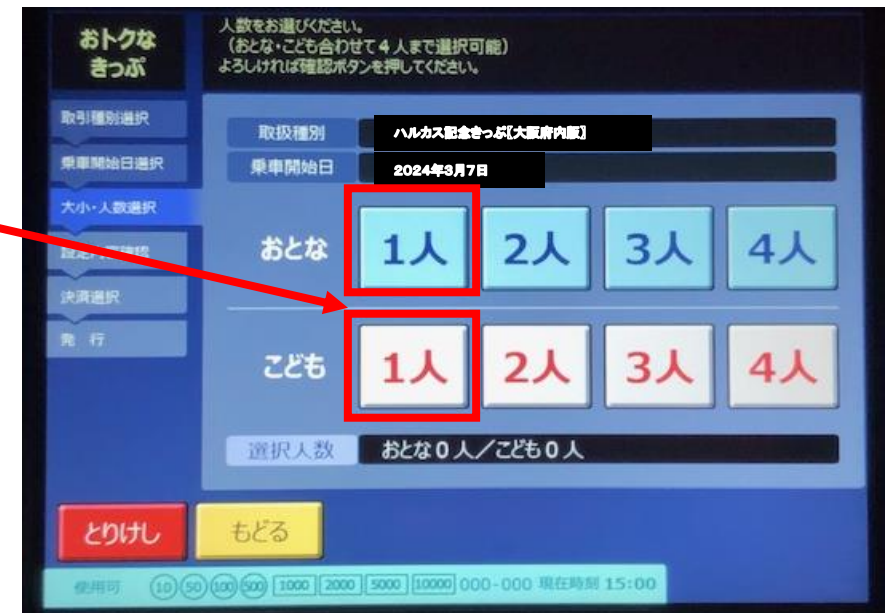 おトクな
きっぷ
人数をお選びください。
（おとな・こども合わせて４人まで選択可能）
よろしければ確認ボタンを押してください。
取引種別選択
乗車開始日選択
大小・人数選択
決済選択
発 行
取扱種別 ハルカス記念きっぷ【大阪府内版】
乗車開始日 2024年3月7日
おとな 1人 2人 3人 4人
こども 1人 2人 3人 4人
選択人数 おとな０人／こども０人
とりけし もどる
使用可 10 50 100 500 1000 2000 5000 10000 000-000 現在時刻 15:00